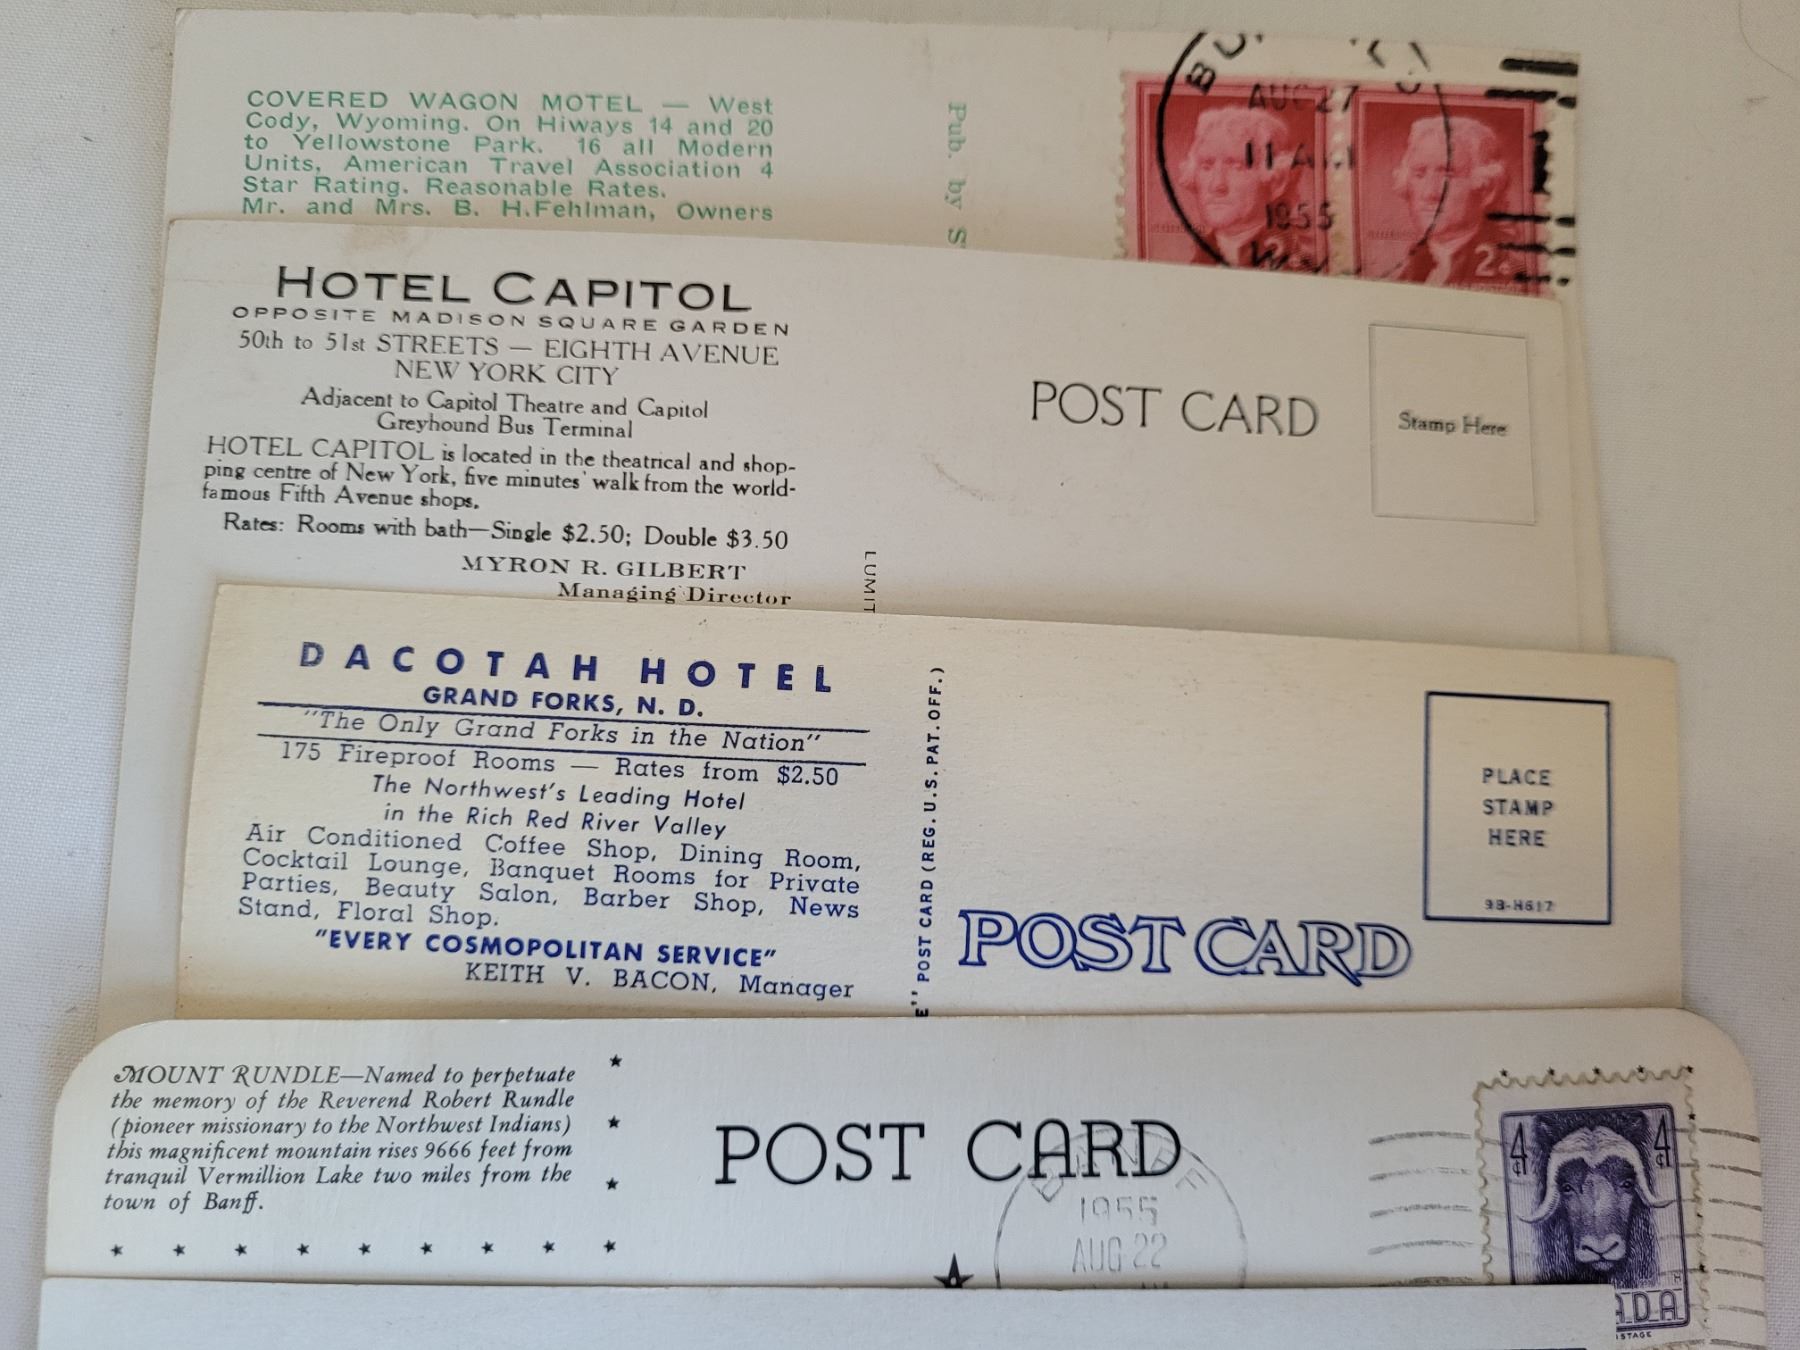 COVERED WAGON MOTEL — West
Cody, Wyoming. On Hiways 14 and 20
to Yellowstone Park. 16 all Modern
Units, American Travel Association 4
Star Rating. Reasonable Rates.
Mr. and Mrs. B. H.Fehlman, Owners
Pub. by S
AUG 27
11 AM
1955
2¢
2¢
HOTEL CAPITOL
OPPOSITE MADISON SQUARE GARDEN
50th to 51st STREETS — EIGHTH AVENUE
NEW YORK CITY
Adjacent to Capitol Theatre and Capitol
Greyhound Bus Terminal
HOTEL CAPITOL is located in the theatrical and shop-
ping centre of New York, five minutes' walk from the world-
famous Fifth Avenue shops.
Rates: Rooms with bath—Single $2.50; Double $3.50
MYRON R. GILBERT
Managing Director
LUMIT
POST CARD
Stamp Here
DACOTAH HOTEL
GRAND FORKS, N. D.
"The Only Grand Forks in the Nation"
175 Fireproof Rooms — Rates from $2.50
The Northwest's Leading Hotel
in the Rich Red River Valley
Air Conditioned Coffee Shop, Dining Room,
Cocktail Lounge, Banquet Rooms for Private
Parties, Beauty Salon, Barber Shop, News
Stand, Floral Shop.
"EVERY COSMOPOLITAN SERVICE"
KEITH V. BACON, Manager
E" POST CARD (REG. U.S. PAT. OFF.)
POST CARD
PLACE
STAMP
HERE
9B-H617
MOUNT RUNDLE—Named to perpetuate
the memory of the Reverend Robert Rundle
(pioneer missionary to the Northwest Indians)
this magnificent mountain rises 9666 feet from
tranquil Vermillion Lake two miles from the
town of Banff.
POST CARD
BANFF
1955
AUG 22
4¢
4¢
ADA
STAGE